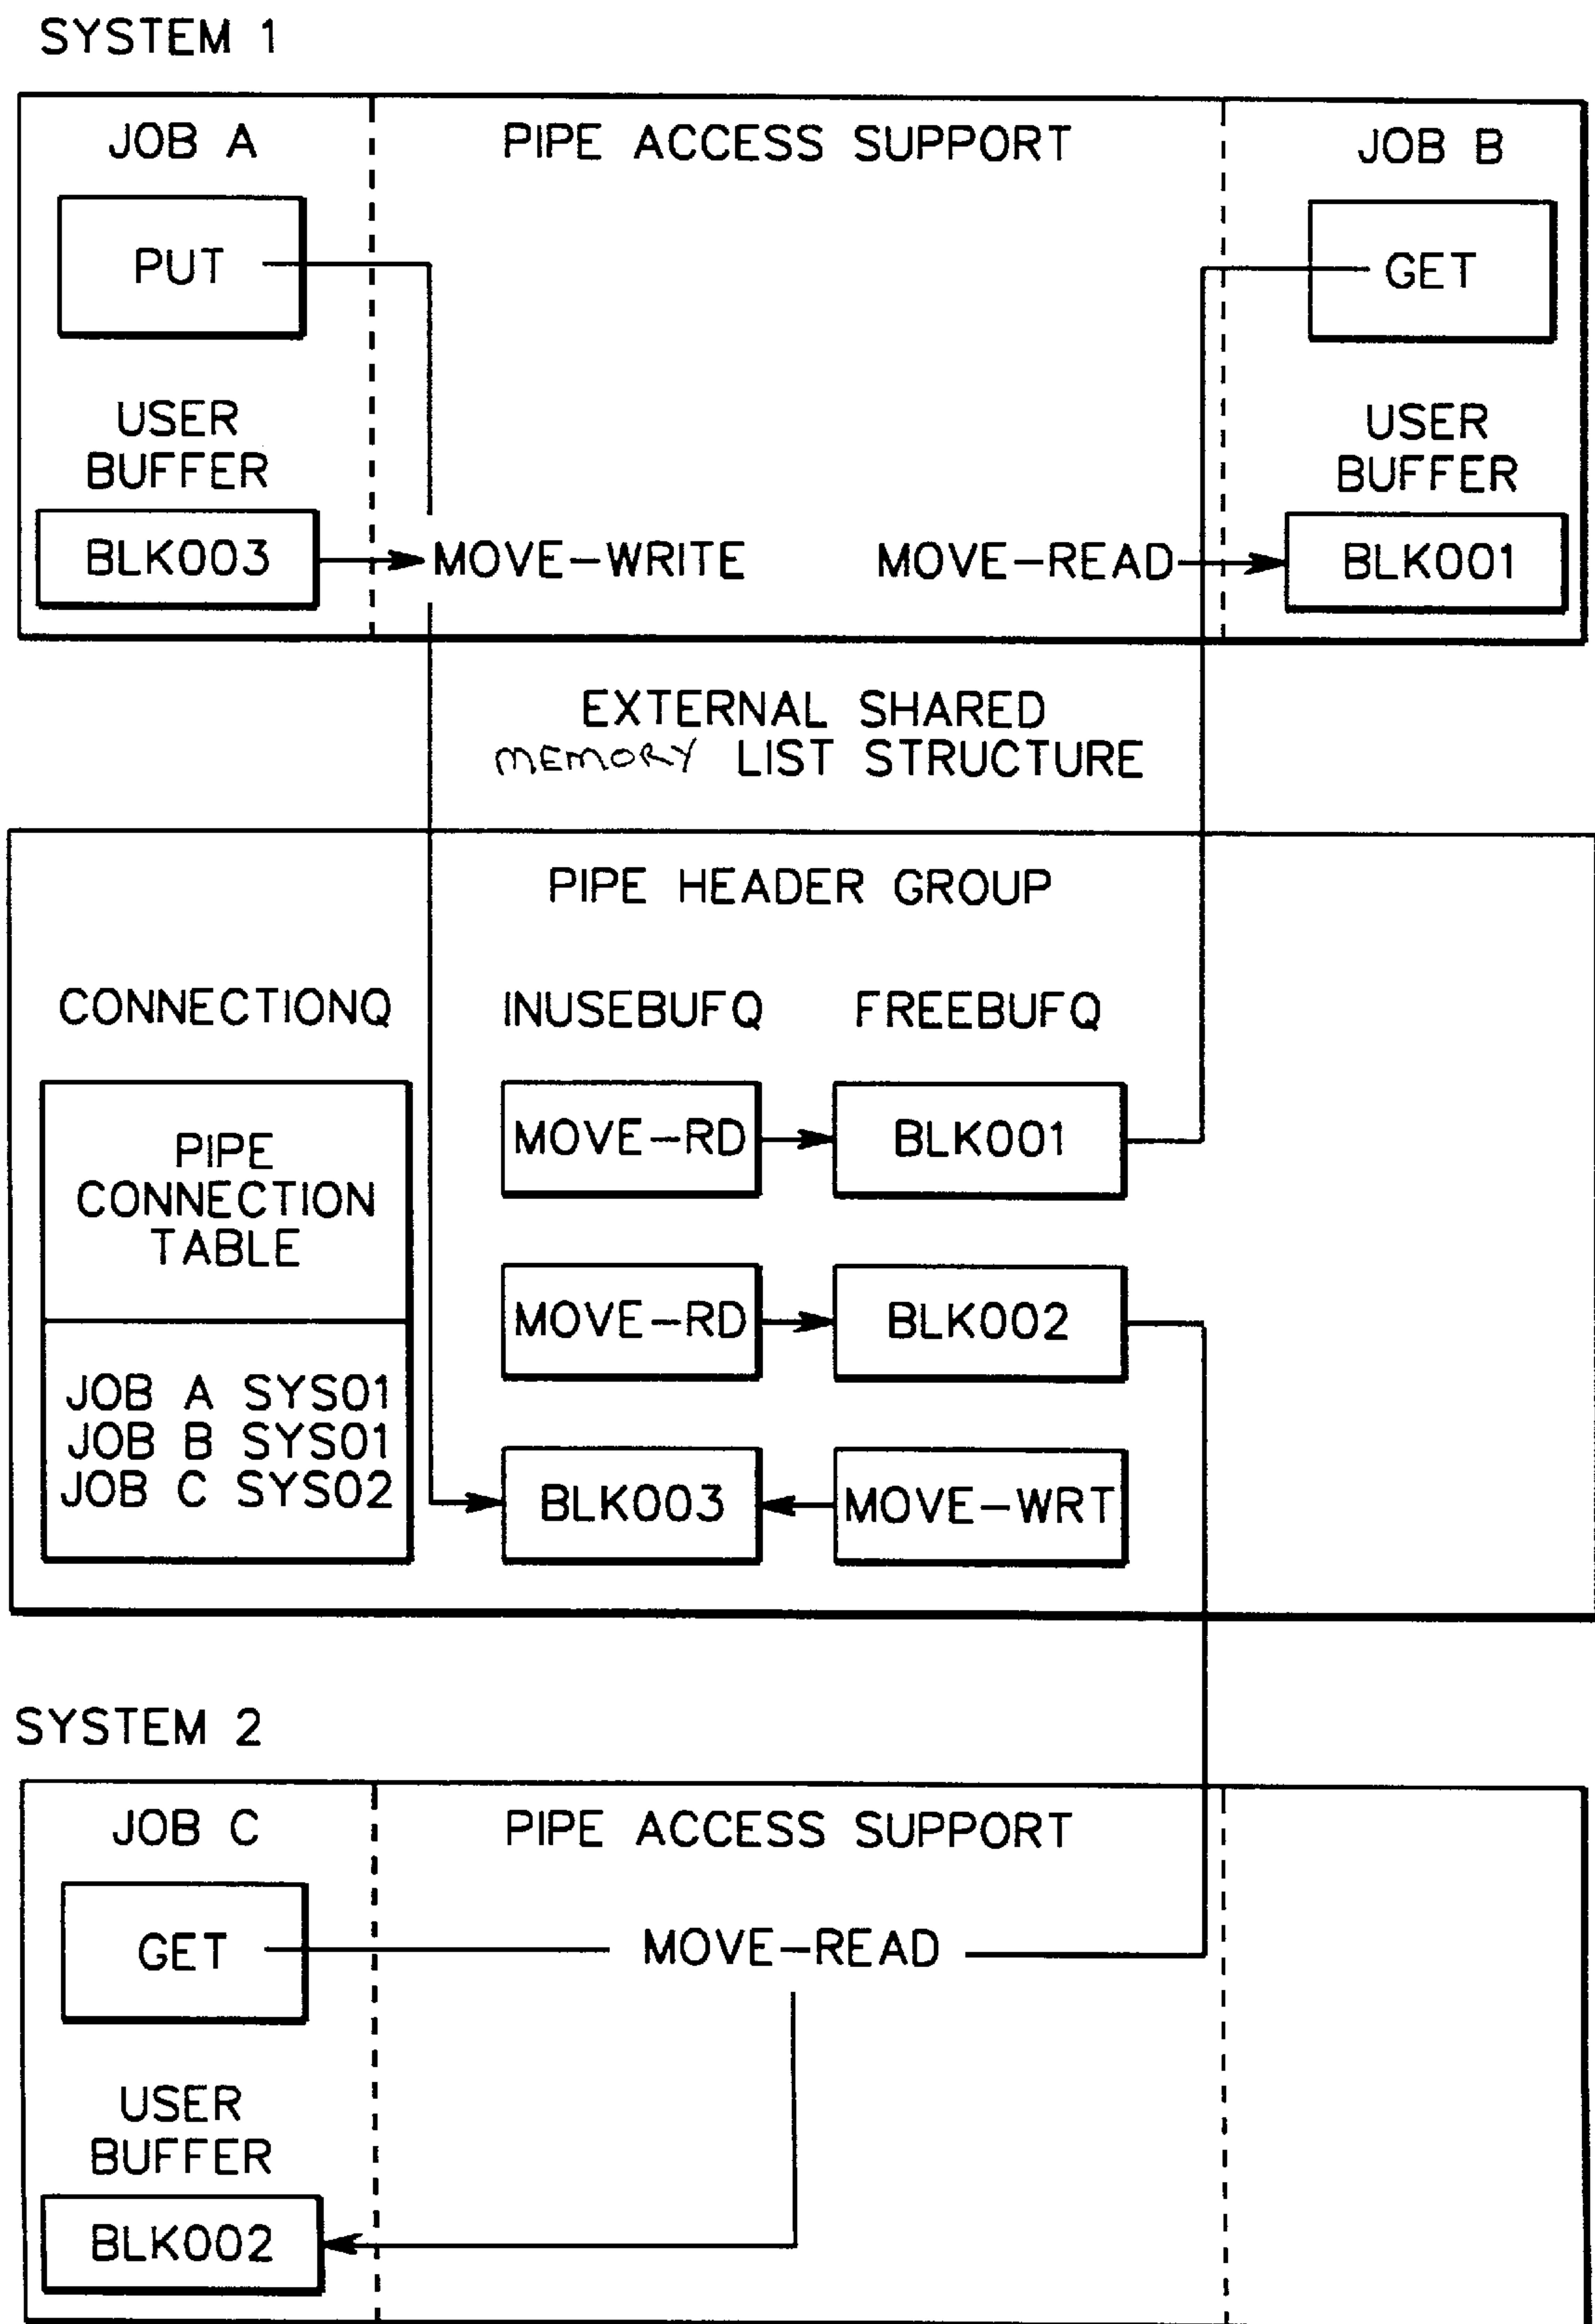 SYSTEM 1
JOB A PIPE ACCESS SUPPORT JOB B
PUT GET
USER USER
BUFFER BUFFER
BLK003 MOVE-WRITE MOVE-READ BLK001
EXTERNAL SHARED
MEMORY LIST STRUCTURE
PIPE HEADER GROUP
CONNECTIONQ INUSEBUFQ FREEBUFQ
PIPE
CONNECTION
TABLE
MOVE-RD BLK001
MOVE-RD BLK002
JOB A SYS01
JOB B SYS01
JOB C SYS02
BLK003 MOVE-WRT
SYSTEM 2
JOB C PIPE ACCESS SUPPORT
GET MOVE-READ
USER
BUFFER
BLK002